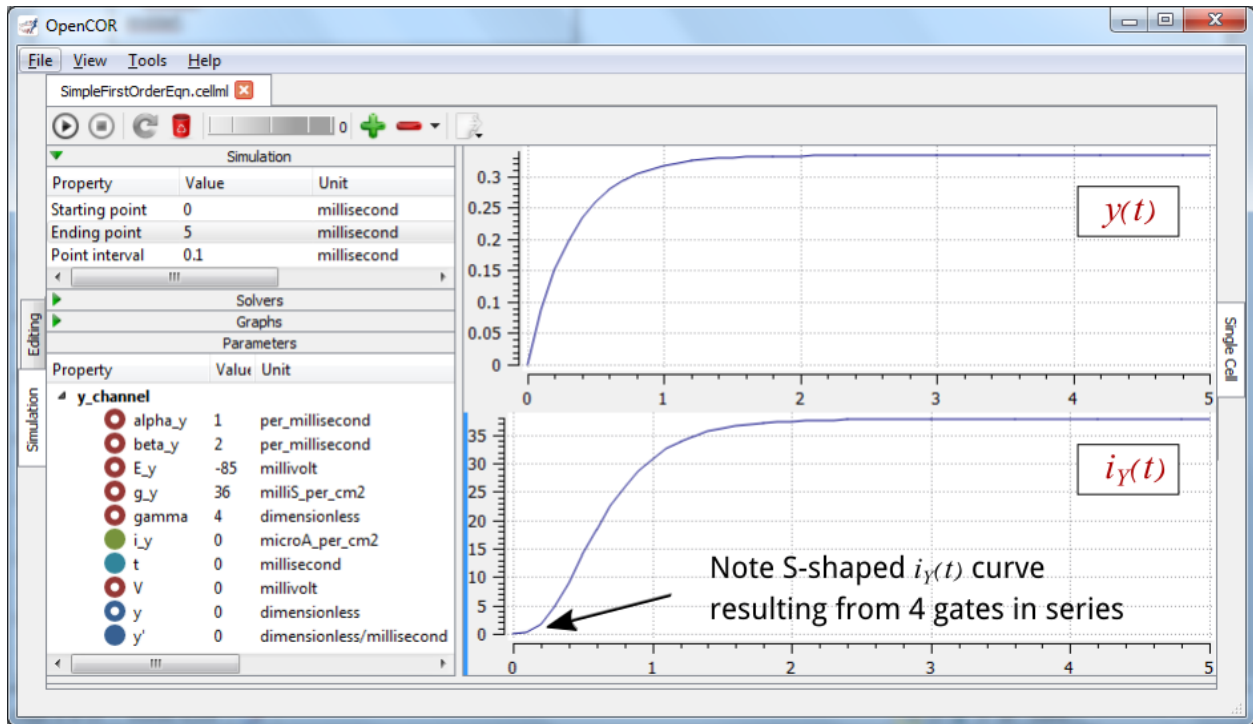 OpenCOR
File View Tools Help
SimpleFirstOrderEqn.cellml
0
Simulation
Property Value Unit
Starting point 0 millisecond
Ending point 5 millisecond
Point interval 0.1 millisecond
Solvers
Graphs
Parameters
Property Value Unit
y_channel
alpha_y 1 per_millisecond
beta_y 2 per_millisecond
E_y -85 millivolt
g_y 36 milliS_per_cm2
gamma 4 dimensionless
i_y 0 microA_per_cm2
t 0 millisecond
V 0 millivolt
y 0 dimensionless
y' 0 dimensionless/millisecond
Editing
Simulation
0.3
0.25
0.2
0.15
0.1
0.05
0
0 1 2 3 4 5
y(t)
35
30
25
20
15
10
5
0
0 1 2 3 4 5
iY(t)
Note S-shaped iY(t) curve
resulting from 4 gates in series
Single Cell